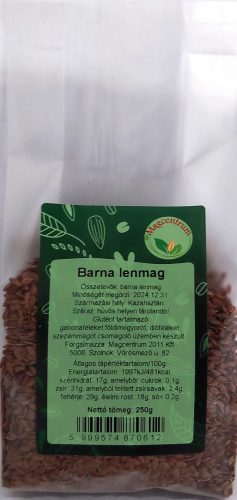 Magcentrum
Barna lenmag
Összetevők: barna lenmag
Minőségét megőrzi: 2024.12.31
Származási hely: Kazahsztán
Száraz, hűvös helyen tárolandó!
Glutént tartalmazó
gabonaféléket földimogyorót, dióféléket
szezámmagot csomagoló üzemben készült.
Forgalmazza: Magcentrum 2011 Kft
5008. Szolnok, Vörösmező u. 82.
Átlagos tápértéktartalom/100g
Energiatartalom: 1997kJ/481kcal
szénhidrát: 17g, amelyből cukrok: 0,1g
zsír: 31g, amelyből telített zsírsavak: 2,4g
fehérje: 29g, élelmi rost: 18g, só< 0,2g
Nettó tömeg: 250g
5 999574 870612